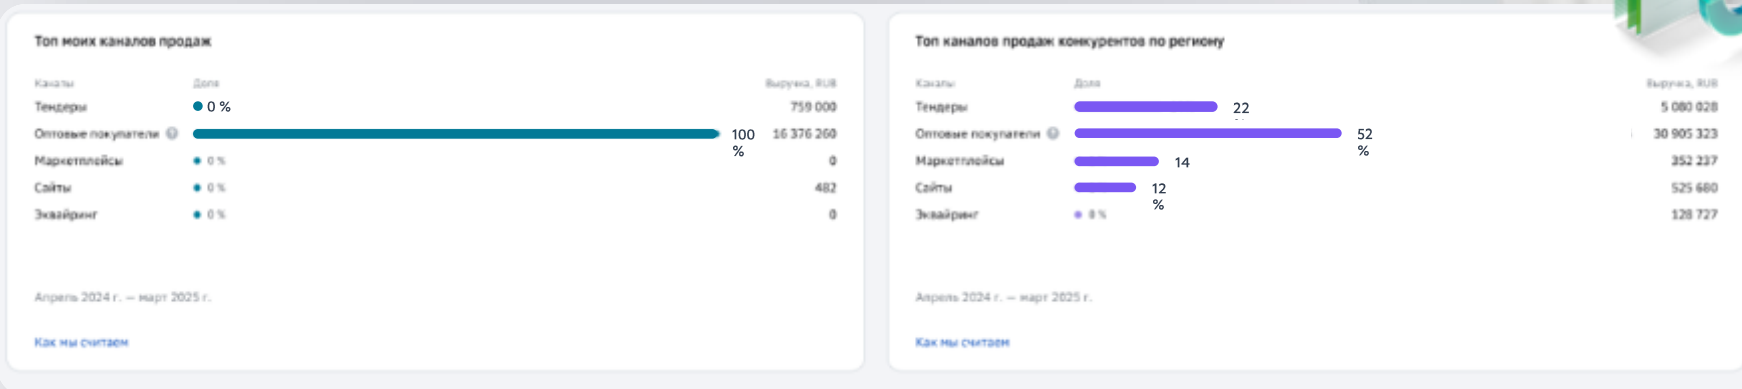 Топ моих каналов продаж
Каналы Доля Выручка, RUB
Тендеры 0 % 759 000
Оптовые покупатели ? 100 % 16 376 260
Маркетплейсы 0 % 0
Сайты 0 % 482
Эквайринг 0 % 0
Апрель 2024 г. — март 2025 г.
Как мы считаем
Топ каналов продаж конкурентов по региону
Каналы Доля Выручка, RUB
Тендеры 22 5 080 028
Оптовые покупатели ? 52 % 30 905 323
Маркетплейсы 14 352 237
Сайты 12 % 525 680
Эквайринг 0 % 128 727
Апрель 2024 г. — март 2025 г.
Как мы считаем